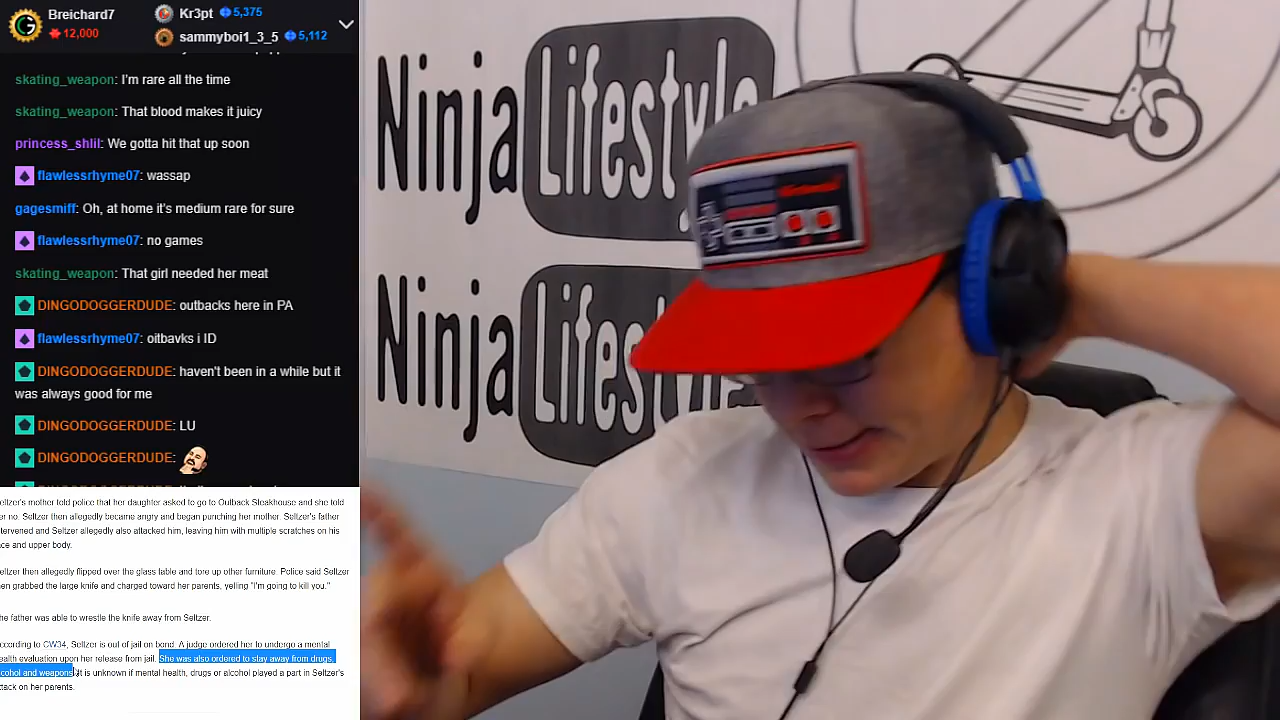 Breichard7
12,000
Kr3pt 5,375
sammyboi1_3_5 5,112
skating_weapon: I'm rare all the time
skating_weapon: That blood makes it juicy
princess_shlil: We gotta hit that up soon
flawlessrhyme07: wassap
gagesmiff: Oh, at home it's medium rare for sure
flawlessrhyme07: no games
skating_weapon: That girl needed her meat
DINGODOGGERDUDE: outbacks here in PA
flawlessrhyme07: oitbavks i ID
DINGODOGGERDUDE: haven't been in a while but it
was always good for me
DINGODOGGERDUDE: LU
DINGODOGGERDUDE:
eltzer's mother told police that her daughter asked to go to Outback Steakhouse and she told
er no. Seltzer then allegedly became angry and began punching her mother. Seltzer's father
tervened and Seltzer allegedly also attacked him, leaving him with multiple scratches on his
ace and upper body.
eltzer then allegedly flipped over the glass table and tore up other furniture. Police said Seltzer
en grabbed the large knife and charged toward her parents, yelling "I'm going to kill you."
he father was able to wrestle the knife away from Seltzer.
ccording to CW34, Seltzer is out of jail on bond. A judge ordered her to undergo a mental
ealth evaluation upon her release from jail. She was also ordered to stay away from drugs,
cohol and weapons. It is unknown if mental health, drugs or alcohol played a part in Seltzer's
ttack on her parents.
Ninja Lifestyle
Ninja Lifestyle
Nintendo